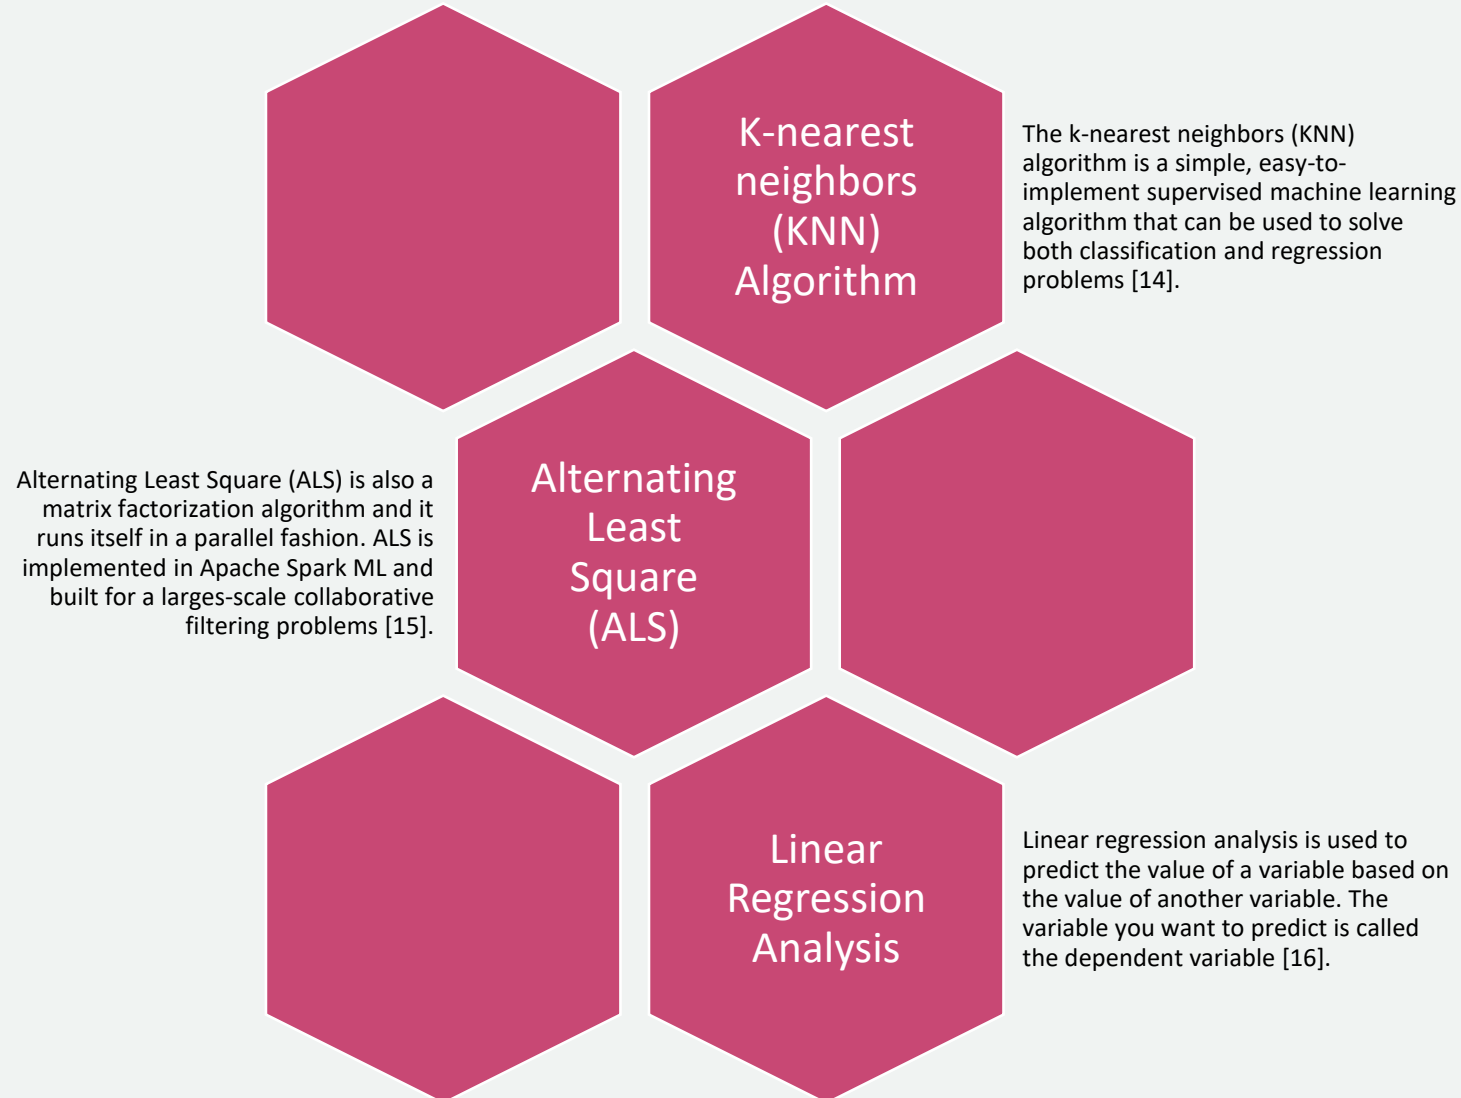 K-nearest
neighbors
(KNN)
Algorithm
The k-nearest neighbors (KNN)
algorithm is a simple, easy-to-
implement supervised machine learning
algorithm that can be used to solve
both classification and regression
problems [14].
Alternating Least Square (ALS) is also a
matrix factorization algorithm and it
runs itself in a parallel fashion. ALS is
implemented in Apache Spark ML and
built for a larges-scale collaborative
filtering problems [15].
Alternating
Least
Square
(ALS)
Linear
Regression
Analysis
Linear regression analysis is used to
predict the value of a variable based on
the value of another variable. The
variable you want to predict is called
the dependent variable [16].